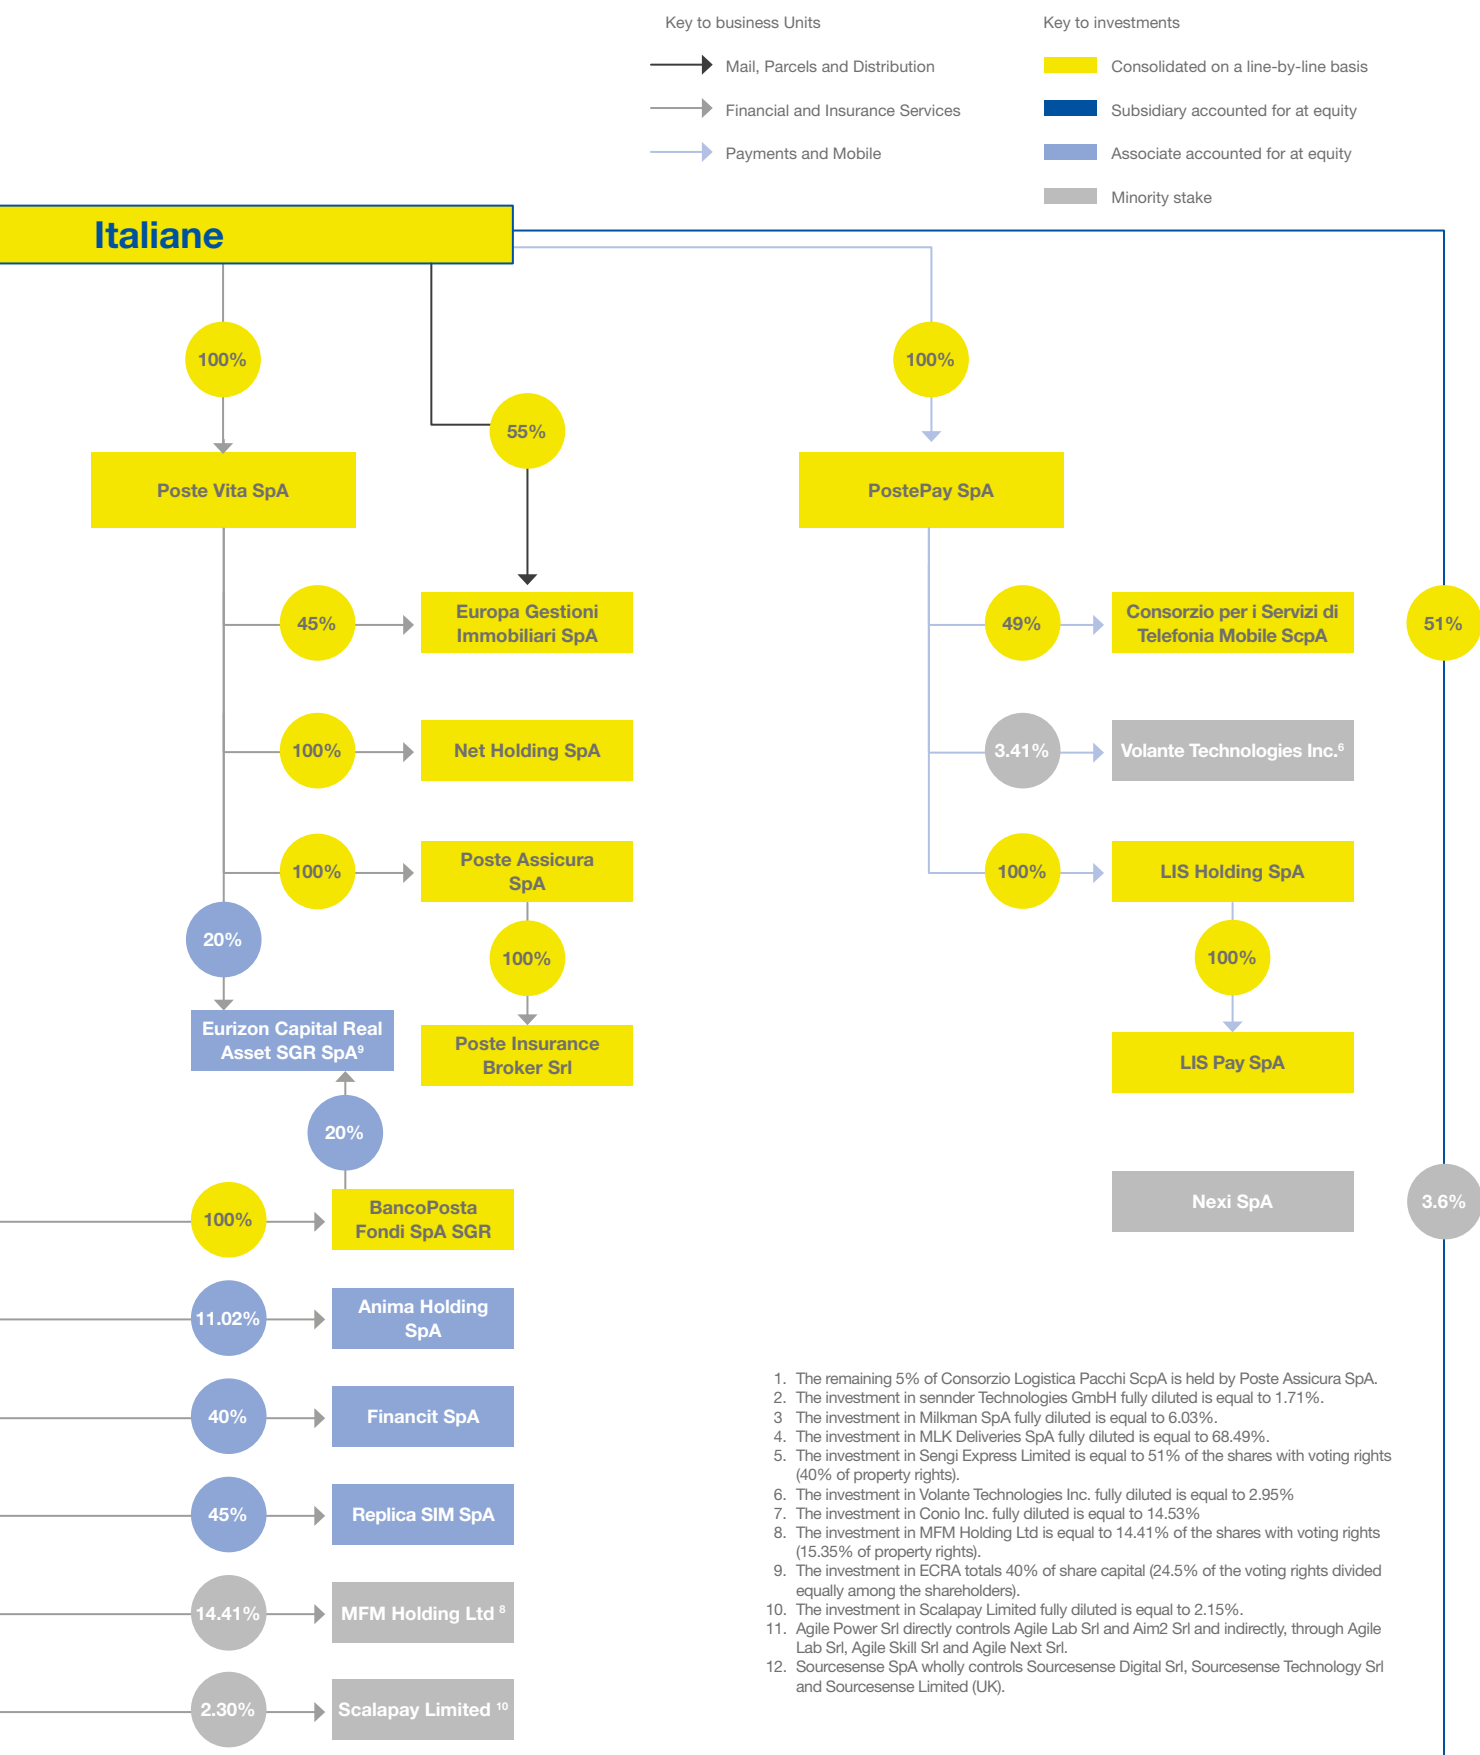 Key to business Units
Mail, Parcels and Distribution
Financial and Insurance Services
Payments and Mobile
Key to investments
Consolidated on a line-by-line basis
Subsidiary accounted for at equity
Associate accounted for at equity
Minority stake
Italiane
100%
55%
100%
Poste Vita SpA
PostePay SpA
45%
Europa Gestioni
Immobiliari SpA
49%
Consorzio per i Servizi di
Telefonia Mobile ScpA
51%
100%
Net Holding SpA
3.41%
Volante Technologies Inc.⁶
100%
Poste Assicura
SpA
100%
LIS Holding SpA
20%
100%
100%
Eurizon Capital Real
Asset SGR SpA⁹
Poste Insurance
Broker Srl
LIS Pay SpA
20%
100%
BancoPosta
Fondi SpA SGR
Nexi SpA
3.6%
11.02%
Anima Holding
SpA
40%
Financit SpA
45%
Replica SIM SpA
14.41%
MFM Holding Ltd ⁸
2.30%
Scalapay Limited ¹⁰
1. The remaining 5% of Consorzio Logistica Pacchi ScpA is held by Poste Assicura SpA.
2. The investment in sennder Technologies GmbH fully diluted is equal to 1.71%.
3 The investment in Milkman SpA fully diluted is equal to 6.03%.
4. The investment in MLK Deliveries SpA fully diluted is equal to 68.49%.
5. The investment in Sengi Express Limited is equal to 51% of the shares with voting rights
(40% of property rights).
6. The investment in Volante Technologies Inc. fully diluted is equal to 2.95%
7. The investment in Conio Inc. fully diluted is equal to 14.53%
8. The investment in MFM Holding Ltd is equal to 14.41% of the shares with voting rights
(15.35% of property rights).
9. The investment in ECRA totals 40% of share capital (24.5% of the voting rights divided
equally among the shareholders).
10. The investment in Scalapay Limited fully diluted is equal to 2.15%.
11. Agile Power Srl directly controls Agile Lab Srl and Aim2 Srl and indirectly, through Agile
Lab Srl, Agile Skill Srl and Agile Next Srl.
12. Sourcesense SpA wholly controls Sourcesense Digital Srl, Sourcesense Technology Srl
and Sourcesense Limited (UK).